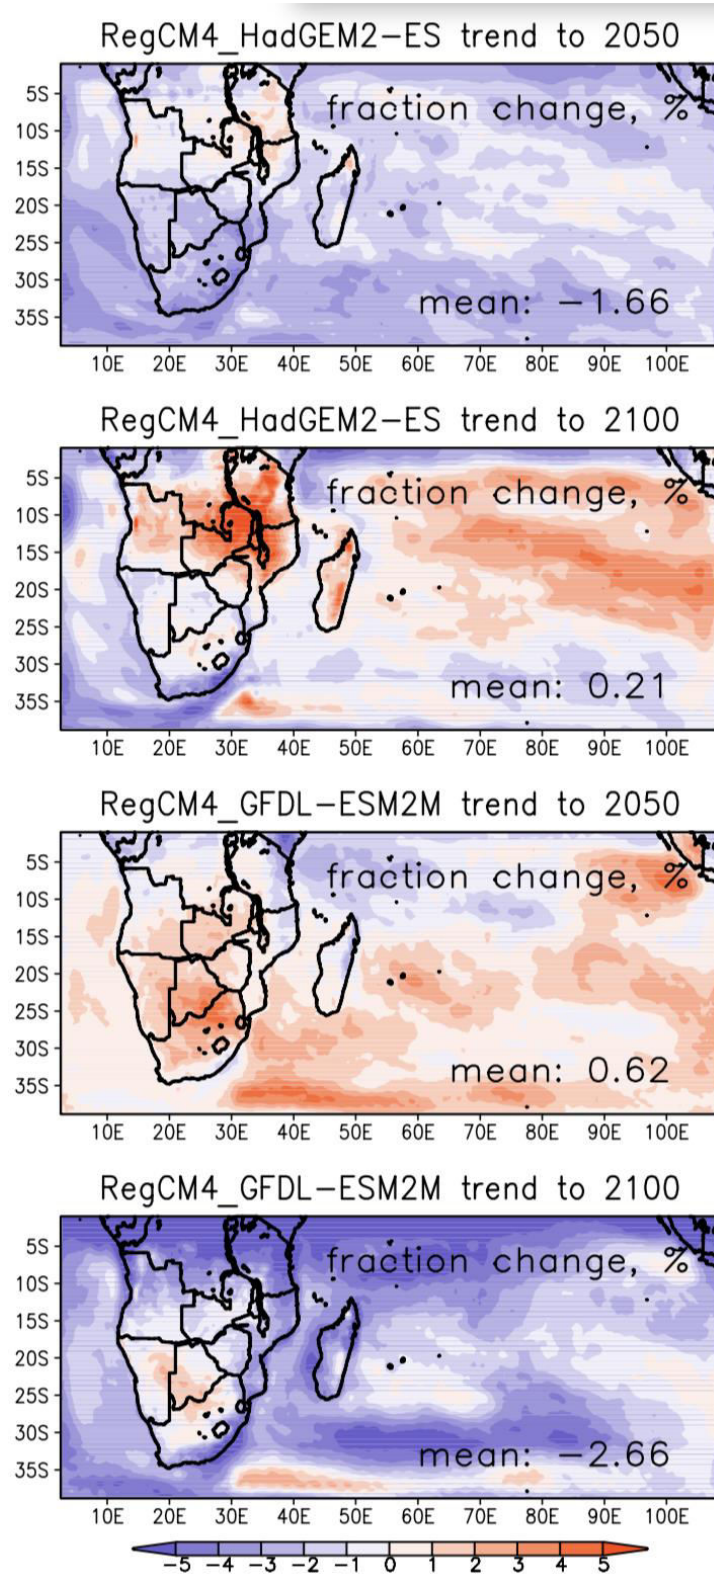 RegCM4_HadGEM2-ES trend to 2050
5S
fraction change, %
10S
15S
20S
25S
30S
mean: -1.66
35S
10E 20E 30E 40E 50E 60E 70E 80E 90E 100E
RegCM4_HadGEM2-ES trend to 2100
5S
fraction change, %
10S
15S
20S
25S
30S
mean: 0.21
35S
10E 20E 30E 40E 50E 60E 70E 80E 90E 100E
RegCM4_GFDL-ESM2M trend to 2050
5S
fraction change, %
10S
15S
20S
25S
30S
mean: 0.62
35S
10E 20E 30E 40E 50E 60E 70E 80E 90E 100E
RegCM4_GFDL-ESM2M trend to 2100
5S
fraction change, %
10S
15S
20S
25S
30S
mean: -2.66
35S
10E 20E 30E 40E 50E 60E 70E 80E 90E 100E
-5 -4 -3 -2 -1 0 1 2 3 4 5